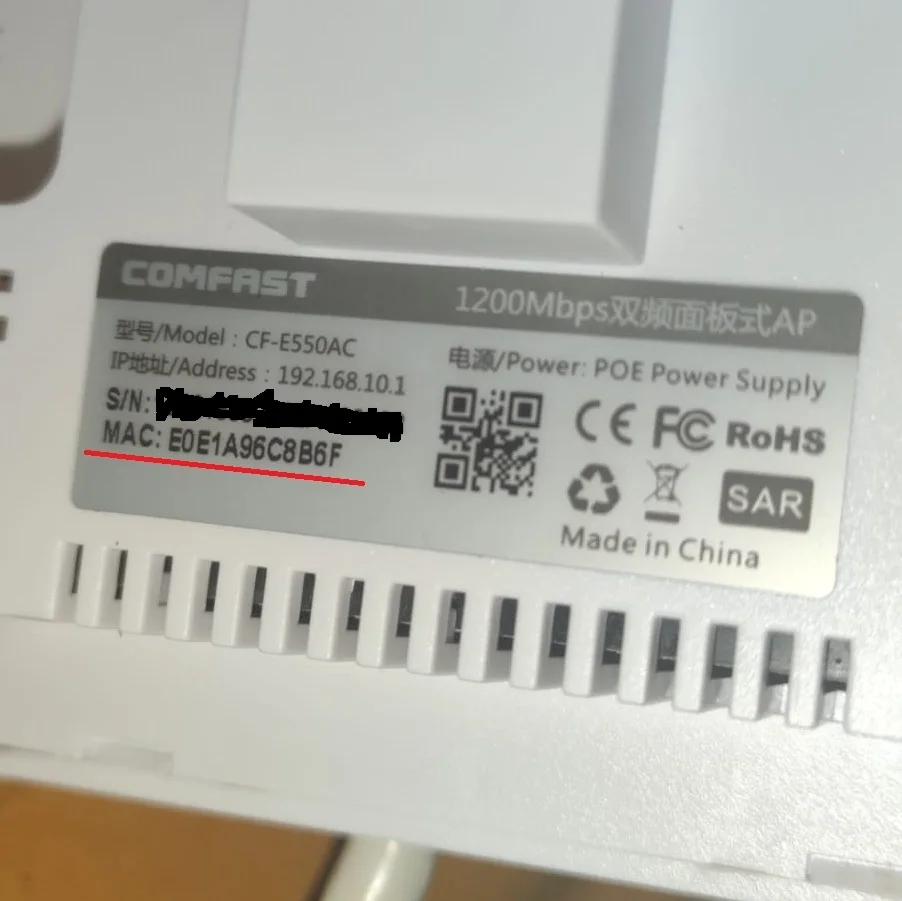 COMFAST
1200Mbps双频面板式AP
型号/Model : CF-E550AC
IP地址/Address : 192.168.10.1
S/N:
MAC: E0E1A96C8B6F
电源/Power: POE Power Supply
CE FC RoHS
SAR
Made in China